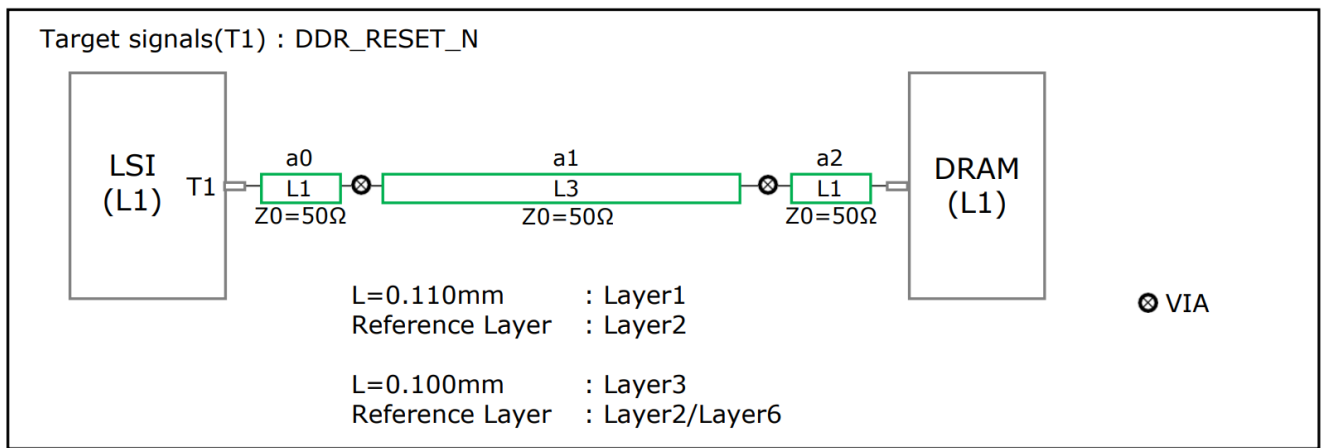 Target signals(T1) : DDR_RESET_N
LSI
(L1)
T1
a0
L1
Z0=50Ω
a1
L3
Z0=50Ω
a2
L1
Z0=50Ω
DRAM
(L1)
L=0.110mm : Layer1
Reference Layer : Layer2
L=0.100mm : Layer3
Reference Layer : Layer2/Layer6
VIA